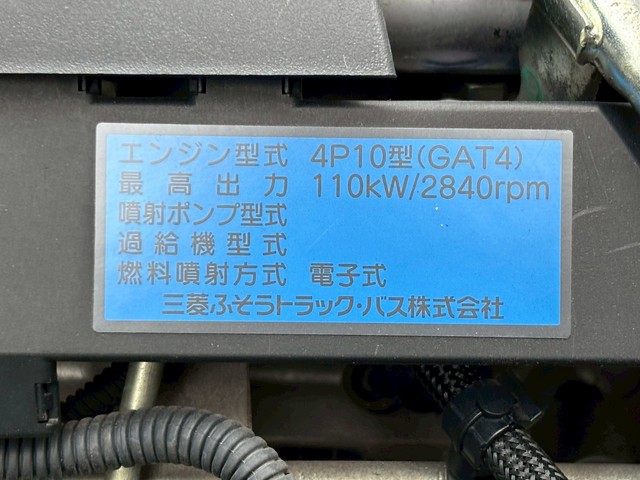 エンジン型式 4P10型(GAT4)
最高出力 110kW/2840rpm
噴射ポンプ型式
過給機型式
燃料噴射方式 電子式
三菱ふそうトラック・バス株式会社